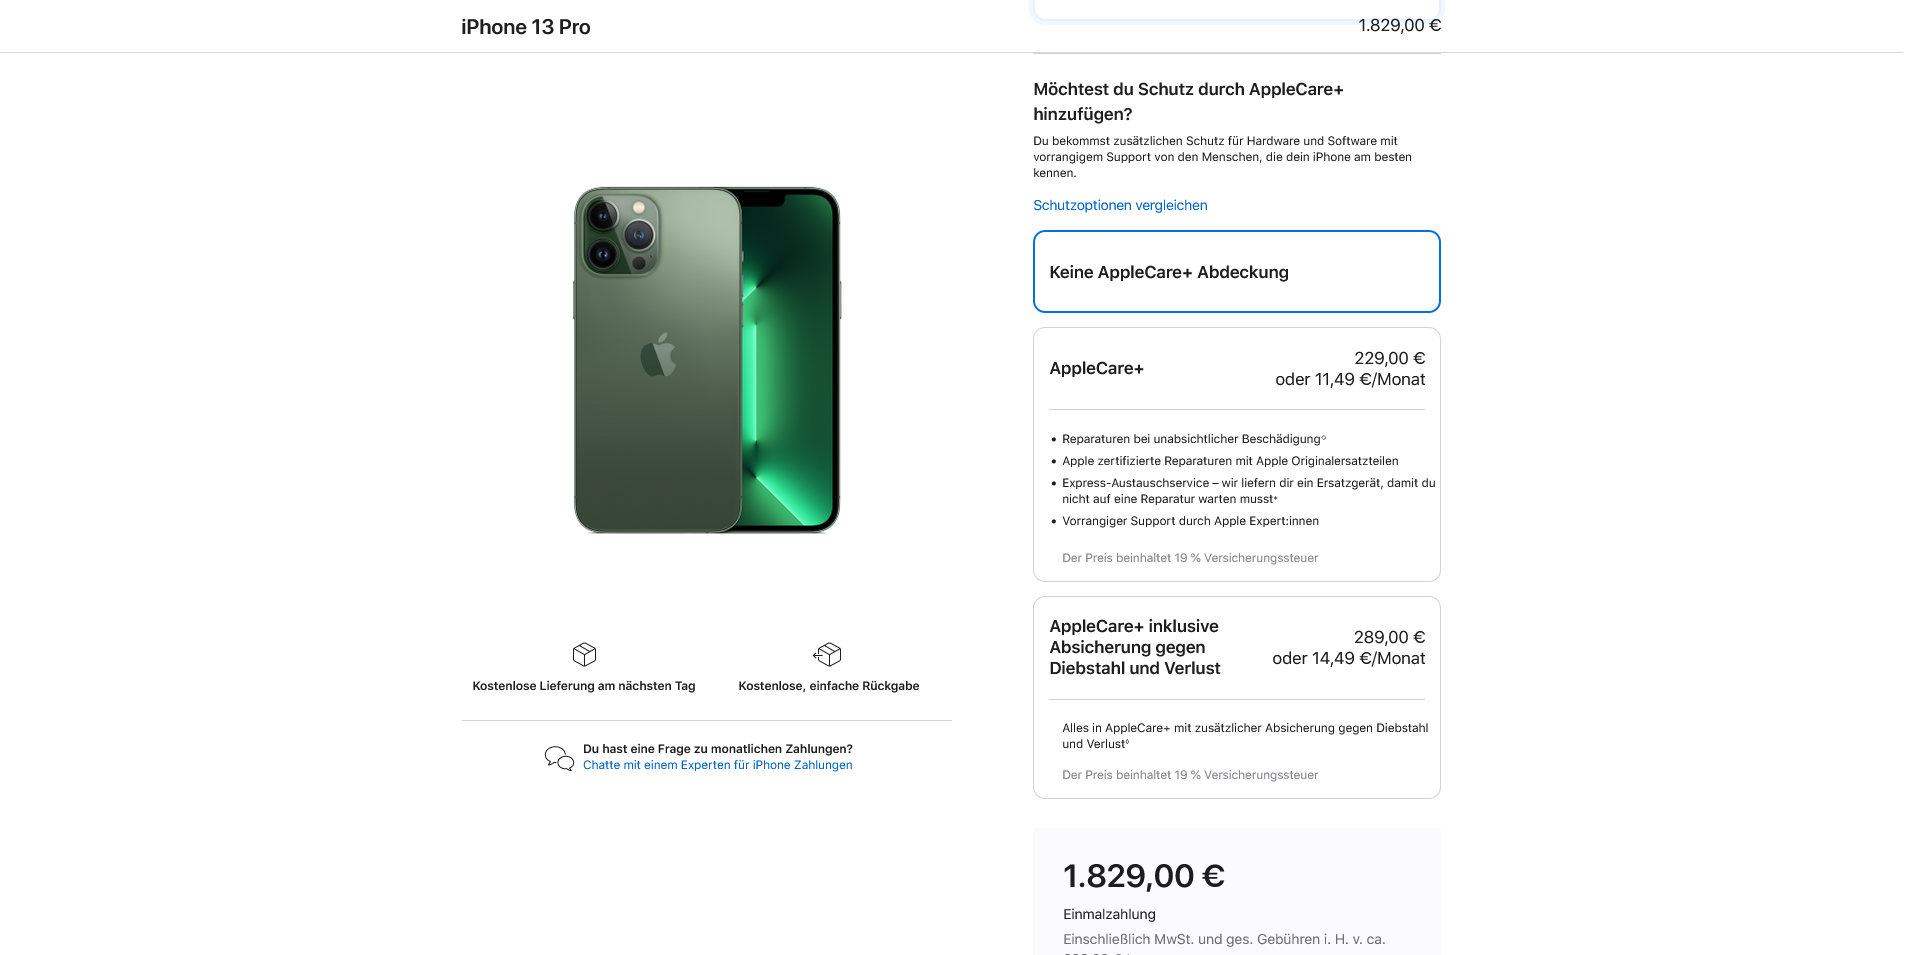 iPhone 13 Pro
1.829,00 €
Möchtest du Schutz durch AppleCare+
hinzufügen?
Du bekommst zusätzlichen Schutz für Hardware und Software mit
vorrangigem Support von den Menschen, die dein iPhone am besten
kennen.
Schutzoptionen vergleichen
Keine AppleCare+ Abdeckung
AppleCare+
229,00 €
oder 11,49 €/Monat
• Reparaturen bei unabsichtlicher Beschädigung◊
• Apple zertifizierte Reparaturen mit Apple Originalersatzteilen
• Express-Austauschservice – wir liefern dir ein Ersatzgerät, damit du
nicht auf eine Reparatur warten musst+
• Vorrangiger Support durch Apple Expert:innen
Der Preis beinhaltet 19 % Versicherungssteuer
AppleCare+ inklusive
Absicherung gegen
Diebstahl und Verlust
289,00 €
oder 14,49 €/Monat
Alles in AppleCare+ mit zusätzlicher Absicherung gegen Diebstahl
und Verlust◊
Der Preis beinhaltet 19 % Versicherungssteuer
Kostenlose Lieferung am nächsten Tag
Kostenlose, einfache Rückgabe
Du hast eine Frage zu monatlichen Zahlungen?
Chatte mit einem Experten für iPhone Zahlungen
1.829,00 €
Einmalzahlung
Einschließlich MwSt. und ges. Gebühren i. H. v. ca.